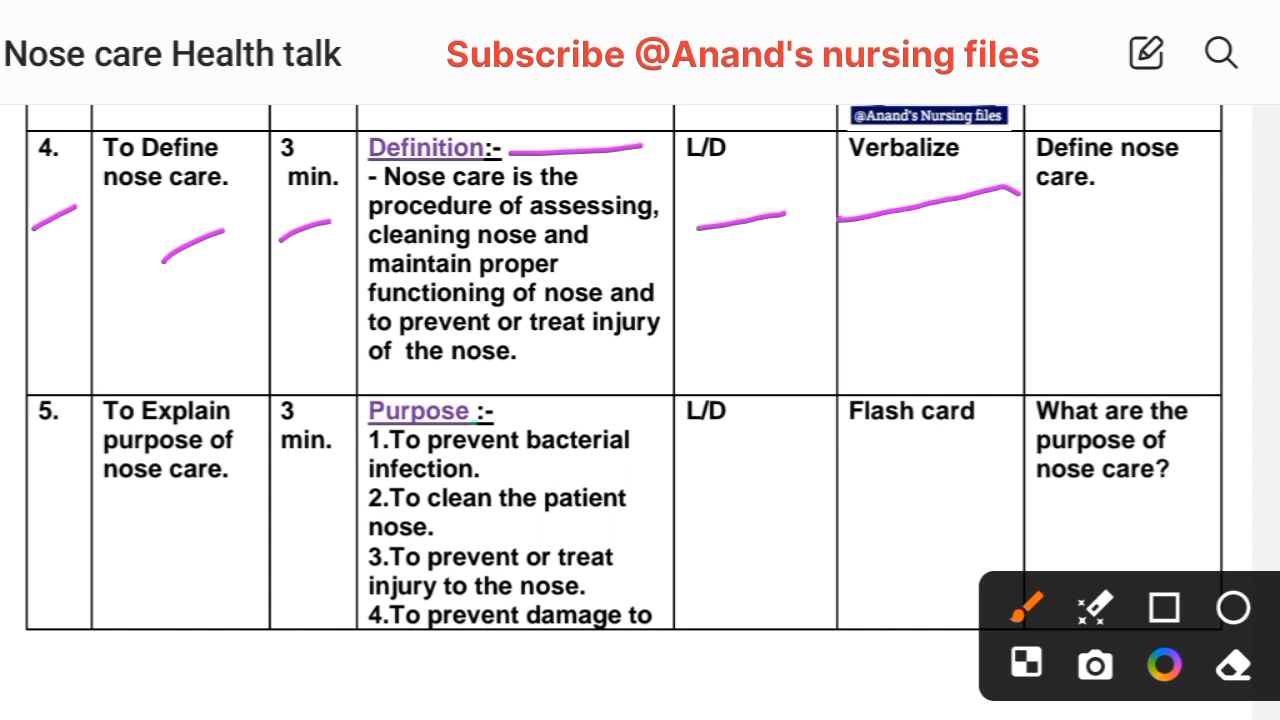 Nose care Health talk Subscribe @Anand's nursing files
@Anand's Nursing files
4. To Define 3 Definition:- L/D Verbalize Define nose
nose care. min. - Nose care is the care.
procedure of assessing,
cleaning nose and
maintain proper
functioning of nose and
to prevent or treat injury
of the nose.
5. To Explain 3 Purpose :- L/D Flash card What are the
purpose of min. 1.To prevent bacterial purpose of
nose care. infection. nose care?
2.To clean the patient
nose.
3.To prevent or treat
injury to the nose.
4.To prevent damage to